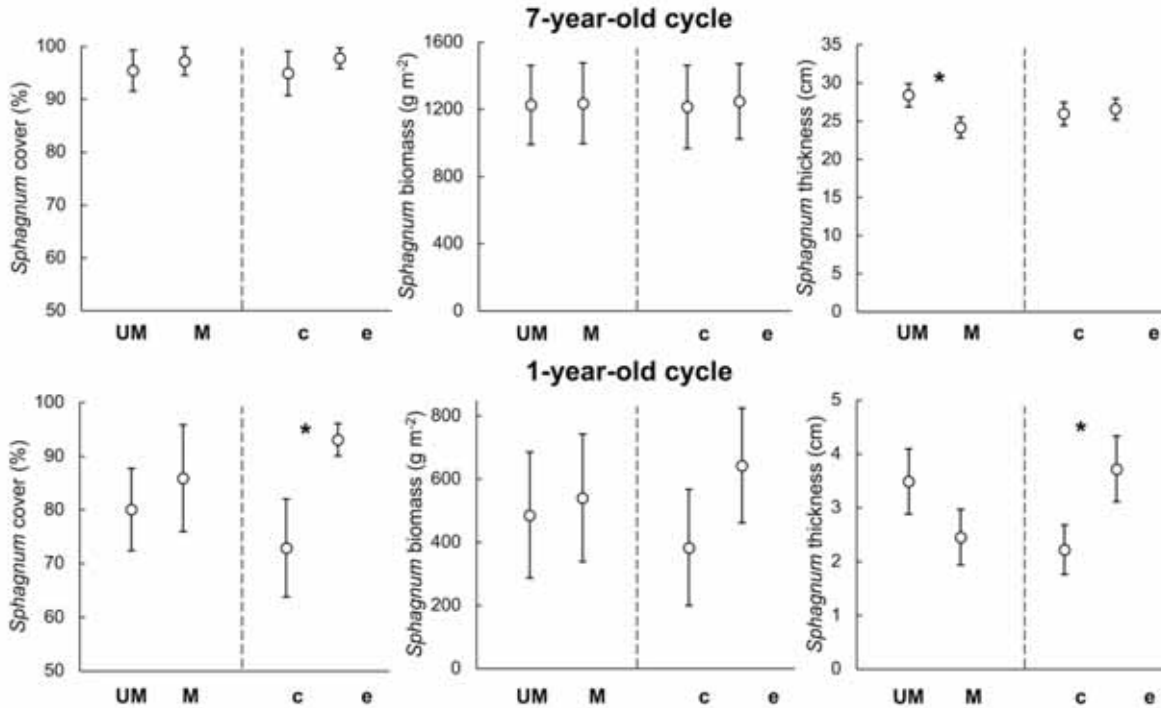 7-year-old cycle
Sphagnum cover (%)
100
90
80
70
60
50
UM M c e
Sphagnum biomass (g m⁻²)
1600
1200
800
400
0
UM M c e
Sphagnum thickness (cm)
35
30
25
20
15
10
5
0
*
UM M c e
1-year-old cycle
Sphagnum cover (%)
100
90
80
70
60
50
*
UM M c e
Sphagnum biomass (g m⁻²)
800
600
400
200
0
UM M c e
Sphagnum thickness (cm)
5
4
3
2
1
0
*
UM M c e